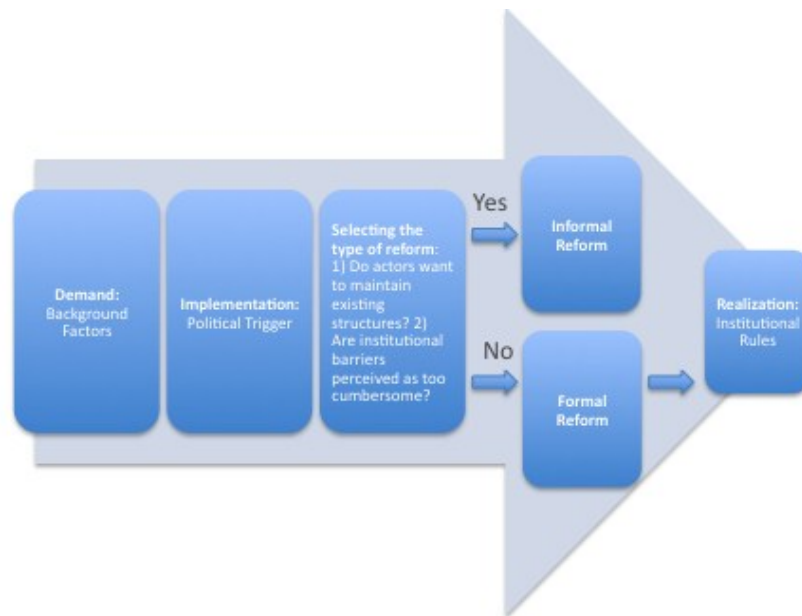 Demand:
Background
Factors
Implementation:
Political Trigger
Selecting the
type of reform:
1) Do actors want
to maintain
existing
structures? 2)
Are institutional
barriers
perceived as too
cumbersome?
Yes
No
Informal
Reform
Formal
Reform
Realization:
Institutional
Rules